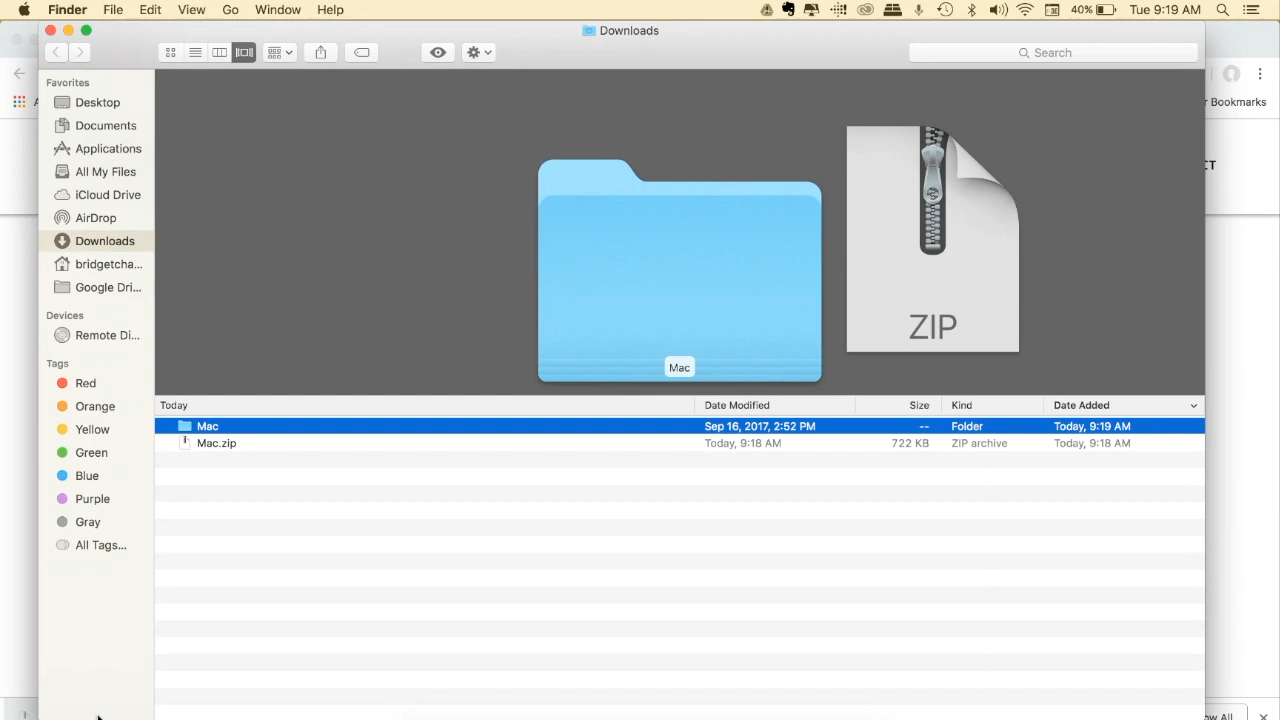 Finder File Edit View Go Window Help 40% Tue 9:19 AM
Downloads
Search
Favorites
Desktop
Documents
Applications
All My Files
iCloud Drive
AirDrop
Downloads
bridgetcha...
Google Dri...
Devices
Remote Di...
Tags
Red
Orange
Yellow
Green
Blue
Purple
Gray
All Tags...
ZIP
Mac
Today Date Modified Size Kind Date Added
Mac Sep 16, 2017, 2:52 PM -- Folder Today, 9:19 AM
Mac.zip Today, 9:18 AM 722 KB ZIP archive Today, 9:18 AM
Bookmarks